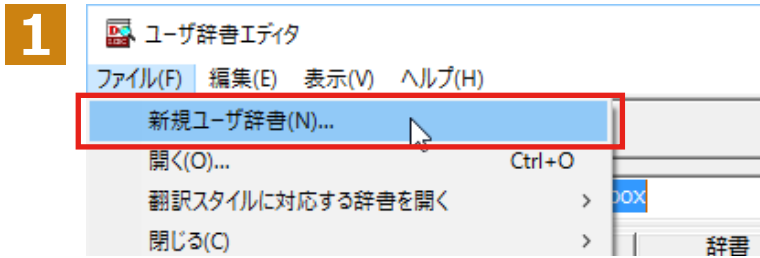 1
ユーザ辞書エディタ
ファイル(F) 編集(E) 表示(V) ヘルプ(H)
新規ユーザ辞書(N)...
開く(O)... Ctrl+O
翻訳スタイルに対応する辞書を開く >
box
閉じる(C) >
辞書